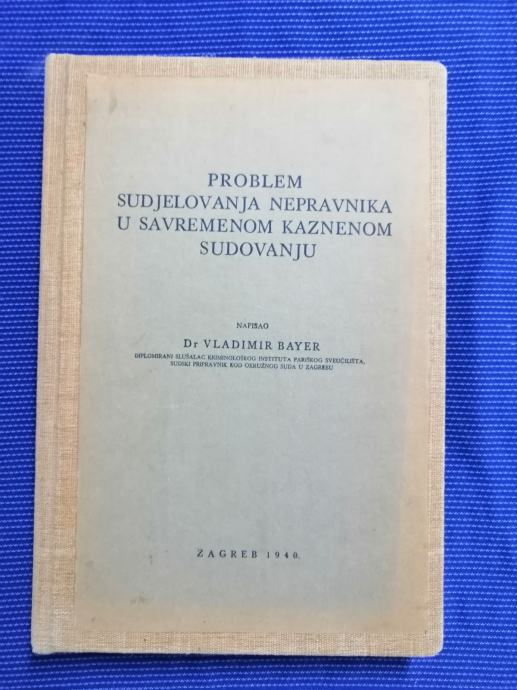 PROBLEM
SUDJELOVANJA NEPRAVNIKA
U SAVREMENOM KAZNENOM
SUDOVANJU
NAPISAO
Dr VLADIMIR BAYER
DIPLOMIRANI SLUŠALAC KRIMINOLOŠKOG INSTITUTA PARIŠKOG SVEUČILIŠTA,
SUDSKI PRIPRAVNIK KOD OKRUŽNOG SUDA U ZAGREBU
ZAGREB 1940.